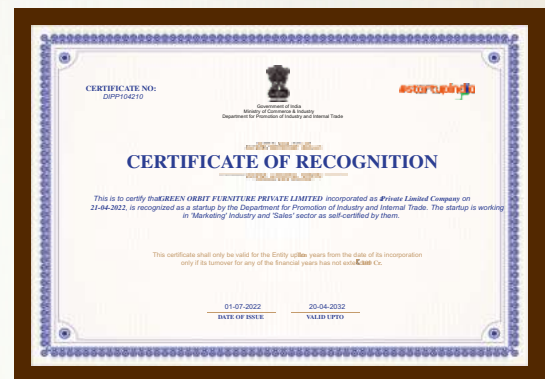 CERTIFICATE NO:
DIPP104210
#startupindia
Government of India
Ministry of Commerce & Industry
Department for Promotion of Industry and Internal Trade
CERTIFICATE OF RECOGNITION
This is to certify that GREEN ORBIT FURNITURE PRIVATE LIMITED incorporated as a Private Limited Company on
21-04-2022, is recognized as a startup by the Department for Promotion of Industry and Internal Trade. The startup is working
in 'Marketing' Industry and 'Sales' sector as self-certified by them.
This certificate shall only be valid for the Entity upto years from the date of its incorporation
only if its turnover for any of the financial years has not
01-07-2022
20-04-2032
DATE OF ISSUE
VALID UPTO